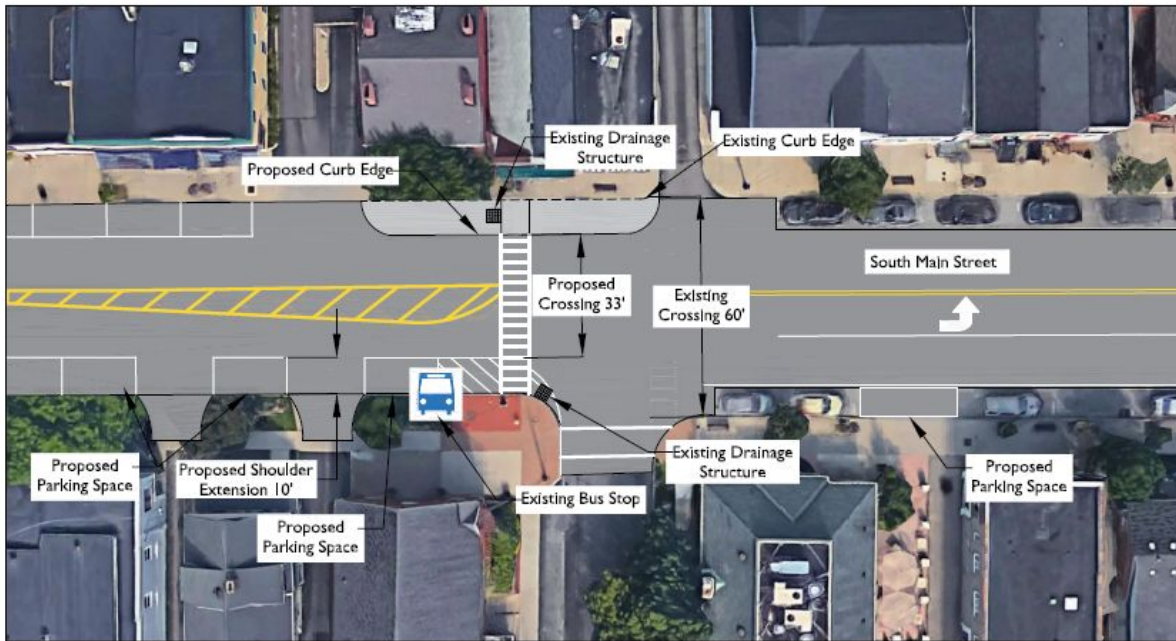 Existing Drainage
Structure
Existing Curb Edge
Proposed Curb Edge
South Main Street
Proposed
Crossing 33'
Existing
Crossing 60'
Proposed
Parking Space
Proposed Shoulder
Extension 10'
Proposed
Parking Space
Existing Bus Stop
Existing Drainage
Structure
Proposed
Parking Space